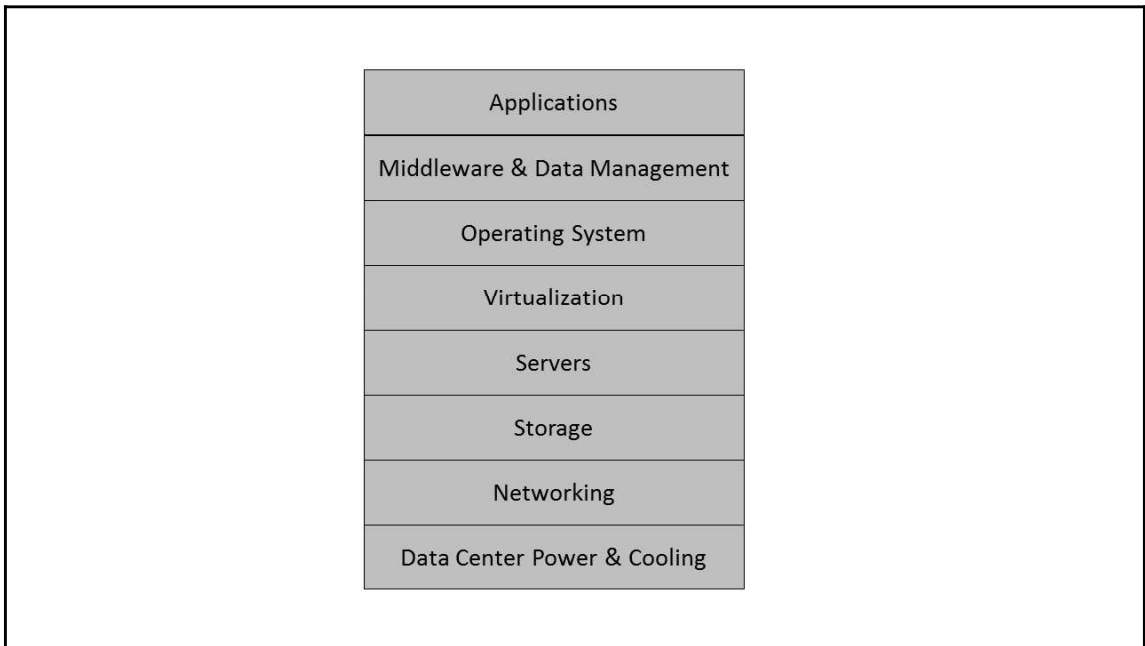 Applications
Middleware & Data Management
Operating System
Virtualization
Servers
Storage
Networking
Data Center Power & Cooling